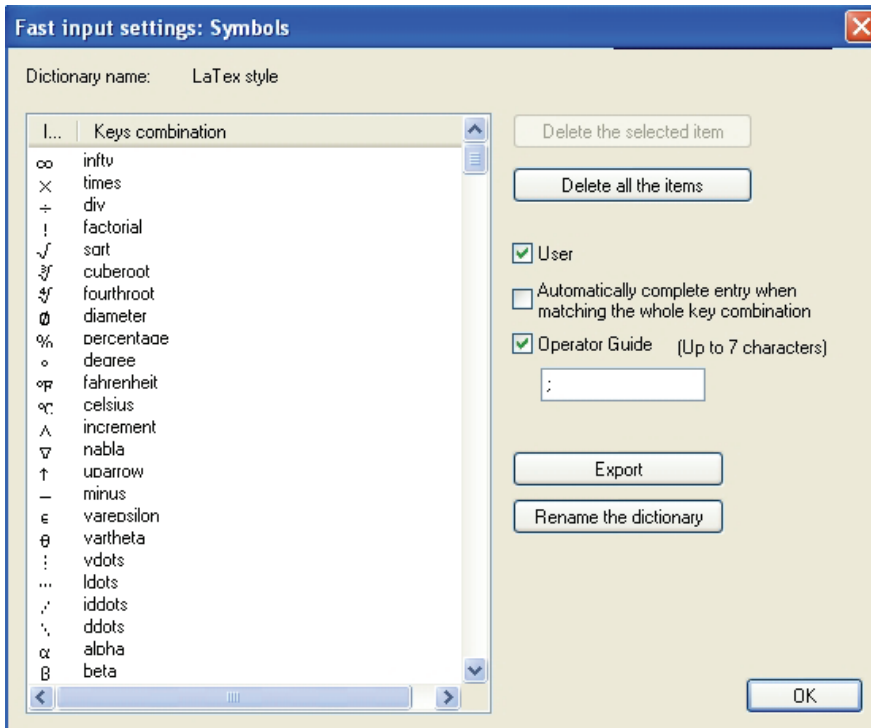 Fast input settings: Symbols
Dictionary name: LaTex style
I... Keys combination
∞ infty
× times
÷ div
! factorial
√ sqrt
∛ cuberoot
∜ fourthroot
ø diameter
% percentage
° degree
℉ fahrenheit
℃ celsius
∧ increment
∇ nabla
↑ uparrow
− minus
ϵ varepsilon
θ vartheta
⋮ vdots
... ldots
⋰ iddots
⋱ ddots
α alpha
β beta
Delete the selected item
Delete all the items
User
Automatically complete entry when
matching the whole key combination
Operator Guide (Up to 7 characters)
;
Export
Rename the dictionary
OK